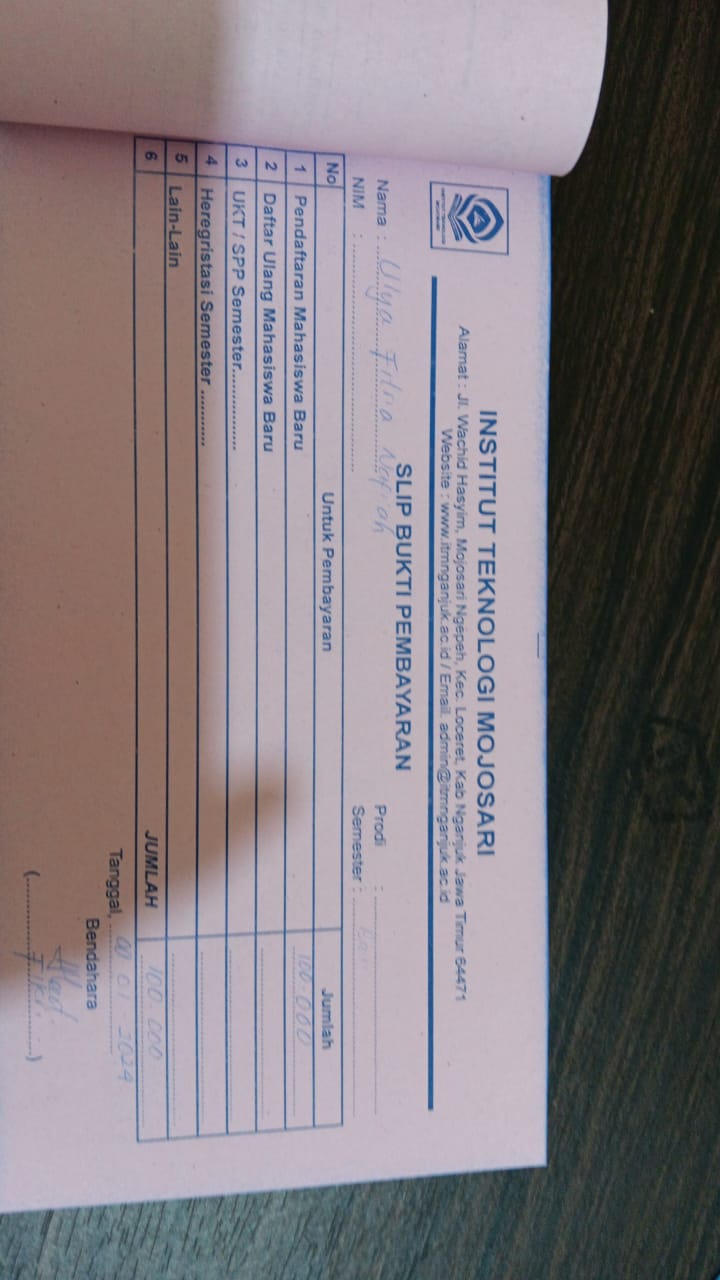 INSTITUT TEKNOLOGI MOJOSARI
Alamat : Jl. Wachid Hasyim, Mojosari Ngepeh, Kec. Loceret, Kab Nganjuk Jawa Timur 64471
Website : www.itmnganjuk.ac.id / Email. admin@itmnganjuk.ac.id
SLIP BUKTI PEMBAYARAN
Nama : Ulya Fitria Prodi :
NIM : Semester :
No Untuk Pembayaran Jumlah
1 Pendaftaran Mahasiswa Baru 100.000
2 Daftar Ulang Mahasiswa Baru
3 UKT / SPP Semester...............
4 Heregristasi Semester ...........
5 Lain-Lain
6 JUMLAH 100.000
Tanggal, 01 - 2024
Bendahara
(.....Fikri.....)